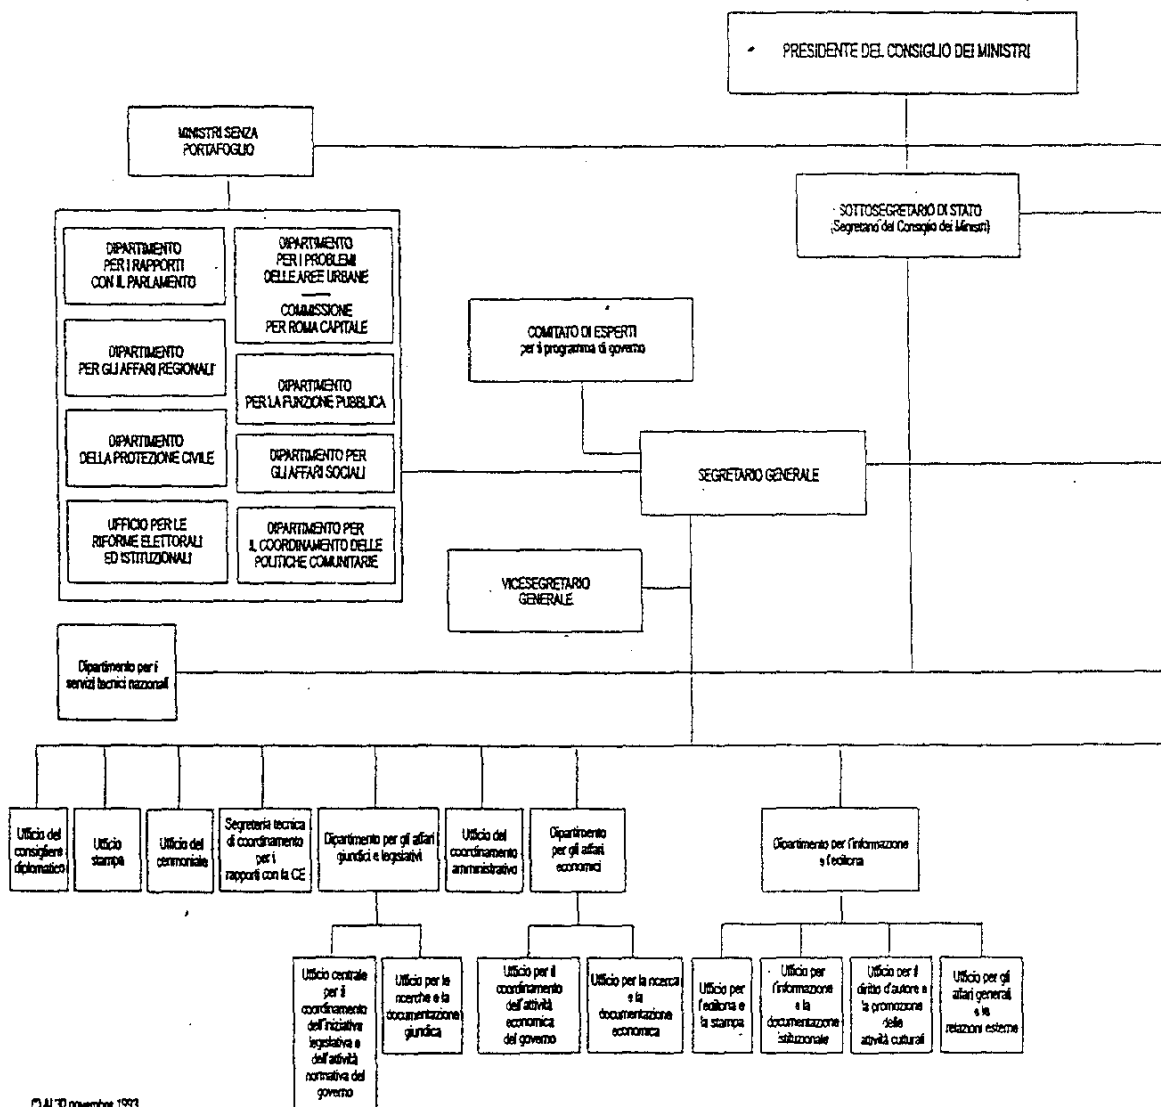 PRESIDENTE DEL CONSIGLIO DEI MINISTRI
MINISTRI SENZA
PORTAFOGLIO
SOTTOSEGRETARIO DI STATO
(Segretario del Consiglio dei Ministri)
DIPARTIMENTO
PER I RAPPORTI
CON IL PARLAMENTO
DIPARTIMENTO
PER I PROBLEMI
DELLE AREE URBANE
COMMISSIONE
PER ROMA CAPITALE
DIPARTIMENTO
PER GLI AFFARI REGIONALI
DIPARTIMENTO
PER LA FUNZIONE PUBBLICA
DIPARTIMENTO
DELLA PROTEZIONE CIVILE
DIPARTIMENTO PER
GLI AFFARI SOCIALI
UFFICIO PER LE
RIFORME ELETTORALI
ED ISTITUZIONALI
DIPARTIMENTO PER
IL COORDINAMENTO DELLE
POLITICHE COMUNITARIE
COMITATO DI ESPERTI
per il programma di governo
SEGRETARIO GENERALE
VICESEGRETARIO
GENERALE
Dipartimento per i
servizi tecnici nazionali
Ufficio del
consigliere
diplomatico
Ufficio
stampa
Ufficio del
cerimoniale
Segreteria tecnica
di coordinamento
per i
rapporti con la CE
Dipartimento per gli affari
giuridici e legislativi
Ufficio del
coordinamento
amministrativo
Dipartimento
per gli affari
economici
Dipartimento per l'informazione
e l'editoria
Ufficio centrale
per il
coordinamento
dell'iniziativa
legislativa e
dell'attività
normativa del
governo
Ufficio per le
ricerche e la
documentazione
giuridica
Ufficio per il
coordinamento
dell'attività
economica
del governo
Ufficio per la ricerca
e la
documentazione
economica
Ufficio per
l'editoria e
la stampa
Ufficio per
l'informazione
e la
documentazione
istituzionale
Ufficio per il
diritto d'autore e
la promozione
delle
attività culturali
Ufficio per gli
affari generali
e le
relazioni esterne
Al 30 novembre 1993